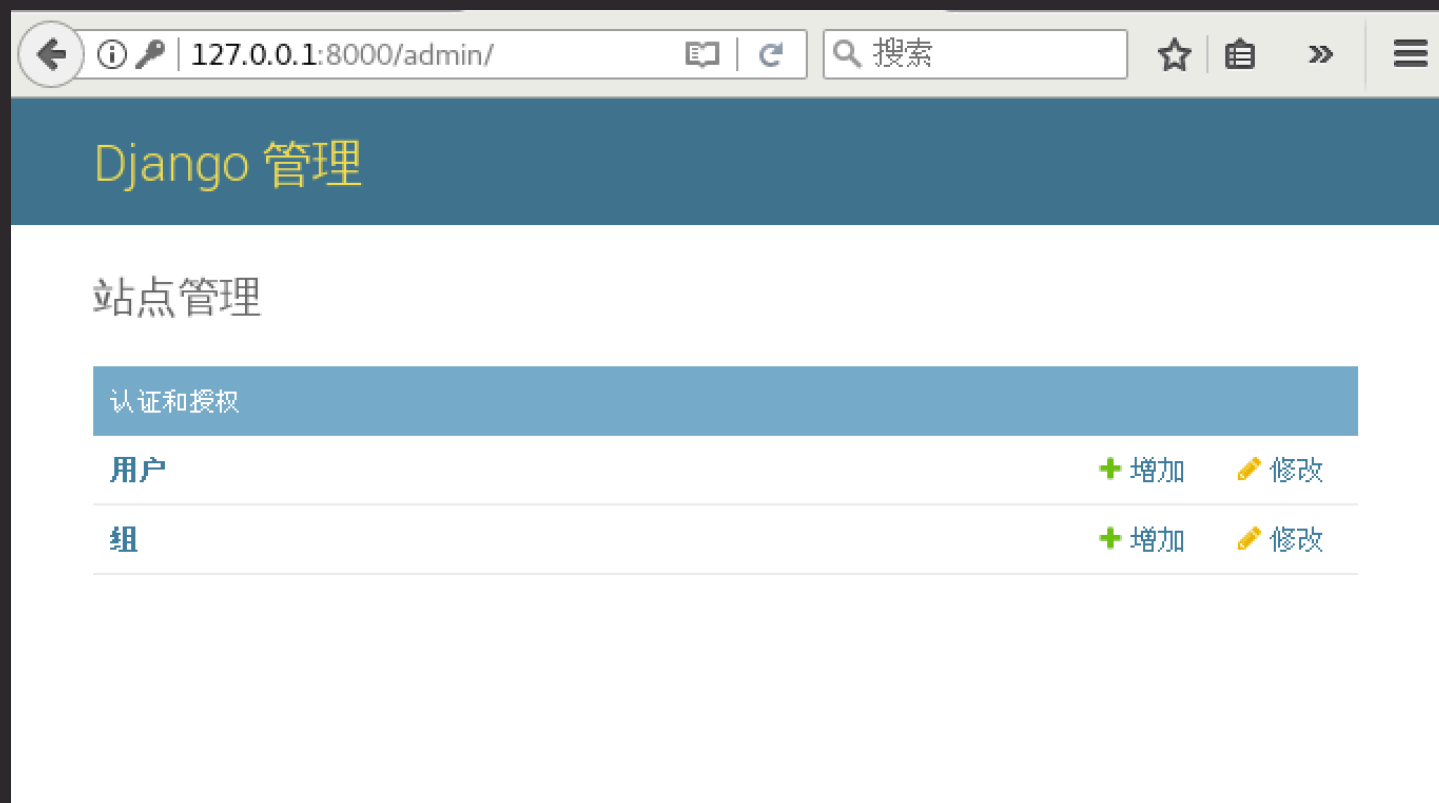 127.0.0.1:8000/admin/ 搜索
Django 管理
站点管理
认证和授权
用户 增加 修改
组 增加 修改